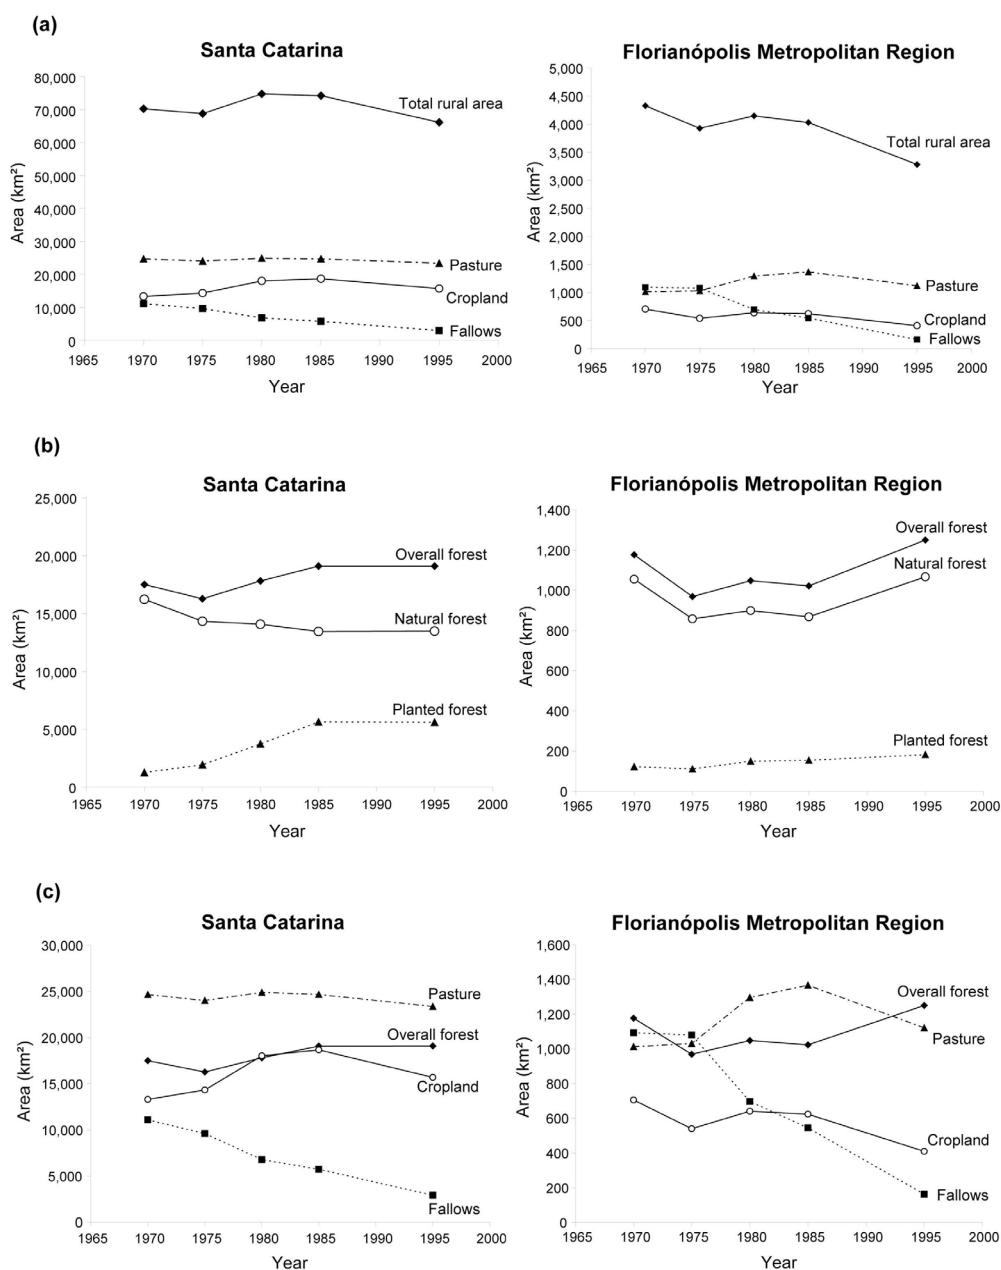 (a)
Santa Catarina
80,000
70,000
60,000
50,000
40,000
30,000
20,000
10,000
0
Area (km²)
Total rural area
Pasture
Cropland
Fallows
1965 1970 1975 1980 1985 1990 1995 2000
Year
Florianópolis Metropolitan Region
5,000
4,500
4,000
3,500
3,000
2,500
2,000
1,500
1,000
500
0
Area (km²)
Total rural area
Pasture
Cropland
Fallows
1965 1970 1975 1980 1985 1990 1995 2000
Year
(b)
Santa Catarina
25,000
20,000
15,000
10,000
5,000
0
Area (km²)
Overall forest
Natural forest
Planted forest
1965 1970 1975 1980 1985 1990 1995 2000
Year
Florianópolis Metropolitan Region
1,400
1,200
1,000
800
600
400
200
0
Area (km²)
Overall forest
Natural forest
Planted forest
1965 1970 1975 1980 1985 1990 1995 2000
Year
(c)
Santa Catarina
30,000
25,000
20,000
15,000
10,000
5,000
0
Area (km²)
Pasture
Overall forest
Cropland
Fallows
1965 1970 1975 1980 1985 1990 1995 2000
Year
Florianópolis Metropolitan Region
1,600
1,400
1,200
1,000
800
600
400
200
0
Area (km²)
Overall forest
Pasture
Cropland
Fallows
1965 1970 1975 1980 1985 1990 1995 2000
Year